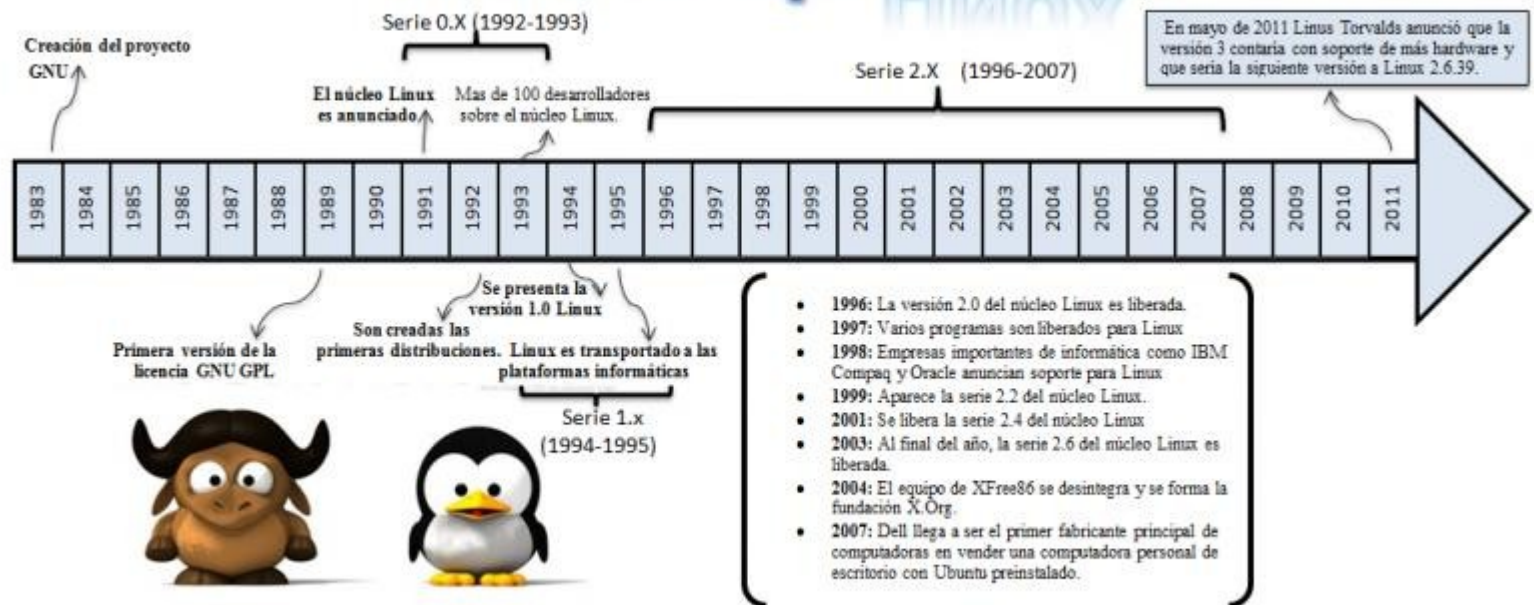 Creación del proyecto
GNU
Serie 0.X (1992-1993)
El núcleo Linux
es anunciado
Mas de 100 desarrolladores
sobre el núcleo Linux.
Serie 2.X (1996-2007)
En mayo de 2011 Linus Torvalds anunció que la
versión 3 contaría con soporte de más hardware y
que seria la siguiente versión a Linux 2.6.39.
1983 1984 1985 1986 1987 1988 1989 1990 1991 1992 1993 1994 1995 1996 1997 1998 1999 2000 2001 2002 2003 2004 2005 2006 2007 2008 2009 2010 2011
Primera versión de la
licencia GNU GPL
Son creadas las
primeras distribuciones.
Se presenta la
versión 1.0 Linux
Linux es transportado a las
plataformas informáticas
Serie 1.x
(1994-1995)
• 1996: La versión 2.0 del núcleo Linux es liberada.
• 1997: Varios programas son liberados para Linux
• 1998: Empresas importantes de informática como IBM
Compaq y Oracle anuncian soporte para Linux
• 1999: Aparece la serie 2.2 del núcleo Linux.
• 2001: Se libera la serie 2.4 del núcleo Linux
• 2003: Al final del año, la serie 2.6 del núcleo Linux es
liberada.
• 2004: El equipo de XFree86 se desintegra y se forma la
fundación X.Org.
• 2007: Dell llega a ser el primer fabricante principal de
computadoras en vender una computadora personal de
escritorio con Ubuntu preinstalado.